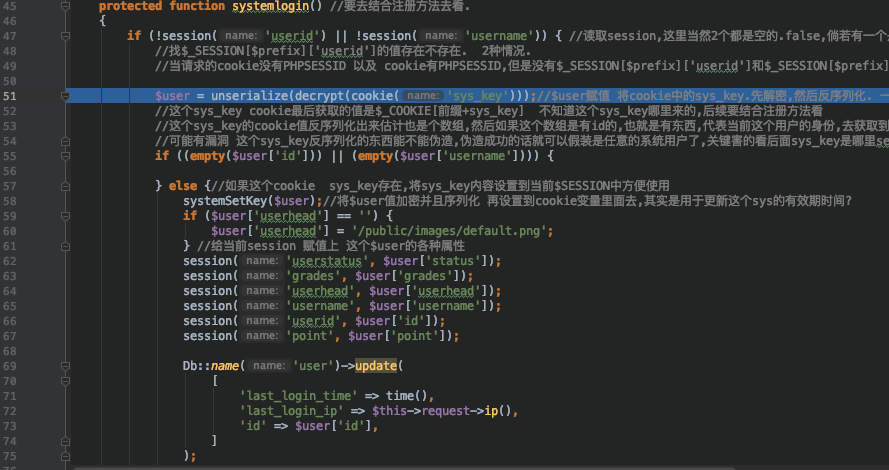 45 protected function systemlogin() //要去结合注册方法去看.
46 {
47 if (!session( name: 'userid') || !session( name: 'username')) { //读取session,这里当然2个都是空的.false,倘若有一个
48 //找$_SESSION[$prefix]['userid']的值存在不存在. 2种情况.
49 //当请求的cookie没有PHPSESSID 以及 cookie有PHPSESSID,但是没有$_SESSION[$prefix]['userid']和$_SESSION[$prefix]
50
51 $user = unserialize(decrypt(cookie( name: 'sys_key')));//$user赋值 将cookie中的sys_key.先解密,然后反序列化. 一
52 //这个sys_key cookie最后获取的值是$_COOKIE[前缀+sys_key] 不知道这个sys_key哪里来的,后续要结合注册方法看
53 //这个sys_key的cookie值反序列化出来估计也是个数组,然后如果这个数组是有id的,也就是有东西,代表当前这个用户的身份,去获取到
54 //可能有漏洞 这个sys_key反序列化的东西能不能伪造,伪造成功的话就可以假装是任意的系统用户了,关键害的看后面sys_key是哪里se
55 if ((empty($user['id'])) || (empty($user['username']))) {
56
57 } else {//如果这个cookie sys_key存在,将sys_key内容设置到当前$SESSION中方便使用
58 systemSetKey($user);//将$user值加密并且序列化 再设置到cookie变量里面去,其实是用于更新这个sys的有效期时间?
59 if ($user['userhead'] == '') {
60 $user['userhead'] = '/public/images/default.png';
61 } //给当前session 赋值上 这个$user的各种属性
62 session( name: 'userstatus', $user['status']);
63 session( name: 'grades', $user['grades']);
64 session( name: 'userhead', $user['userhead']);
65 session( name: 'username', $user['username']);
66 session( name: 'userid', $user['id']);
67 session( name: 'point', $user['point']);
68
69 Db::name( name: 'user')->update(
70 [
71 'last_login_time' => time(),
72 'last_login_ip' => $this->request->ip(),
73 'id' => $user['id'],
74 ]
75 );